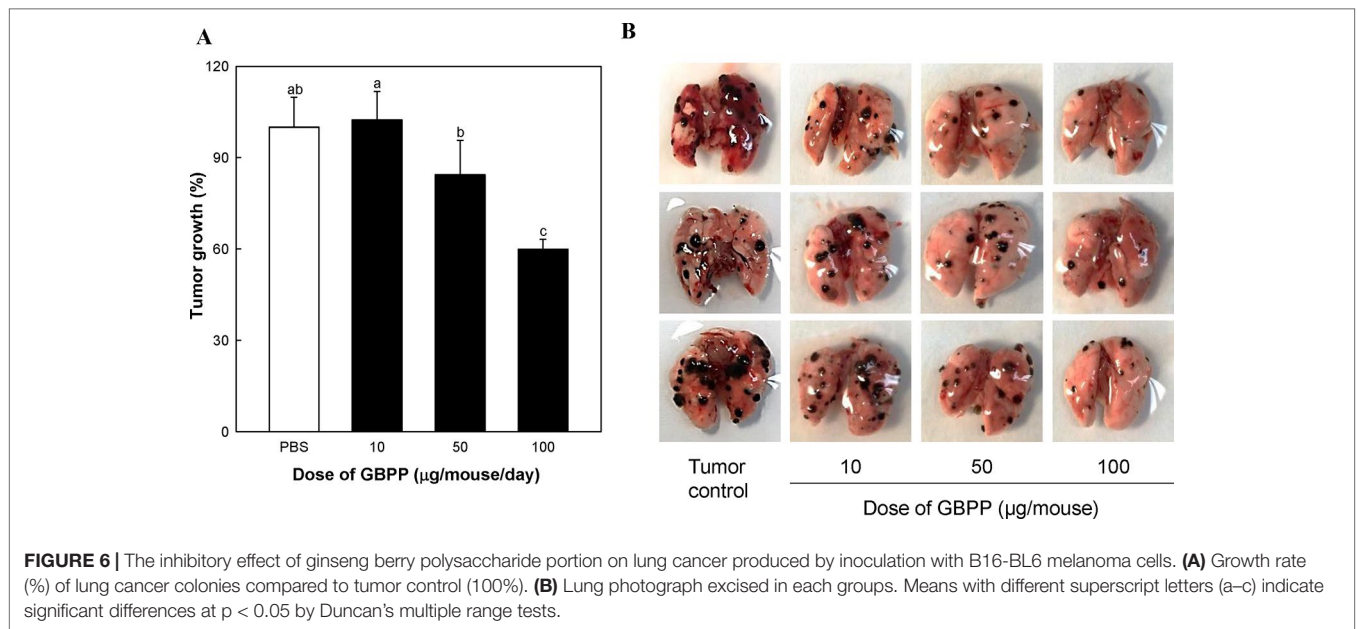 A
120
90
60
30
0
Tumor growth (%)
ab
a
b
c
PBS 10 50 100
Dose of GBPP (μg/mouse/day)
B
Tumor
control
10 50 100
Dose of GBPP (μg/mouse)
FIGURE 6 | The inhibitory effect of ginseng berry polysaccharide portion on lung cancer produced by inoculation with B16-BL6 melanoma cells. (A) Growth rate
(%) of lung cancer colonies compared to tumor control (100%). (B) Lung photograph excised in each groups. Means with different superscript letters (a–c) indicate
significant differences at p < 0.05 by Duncan’s multiple range tests.